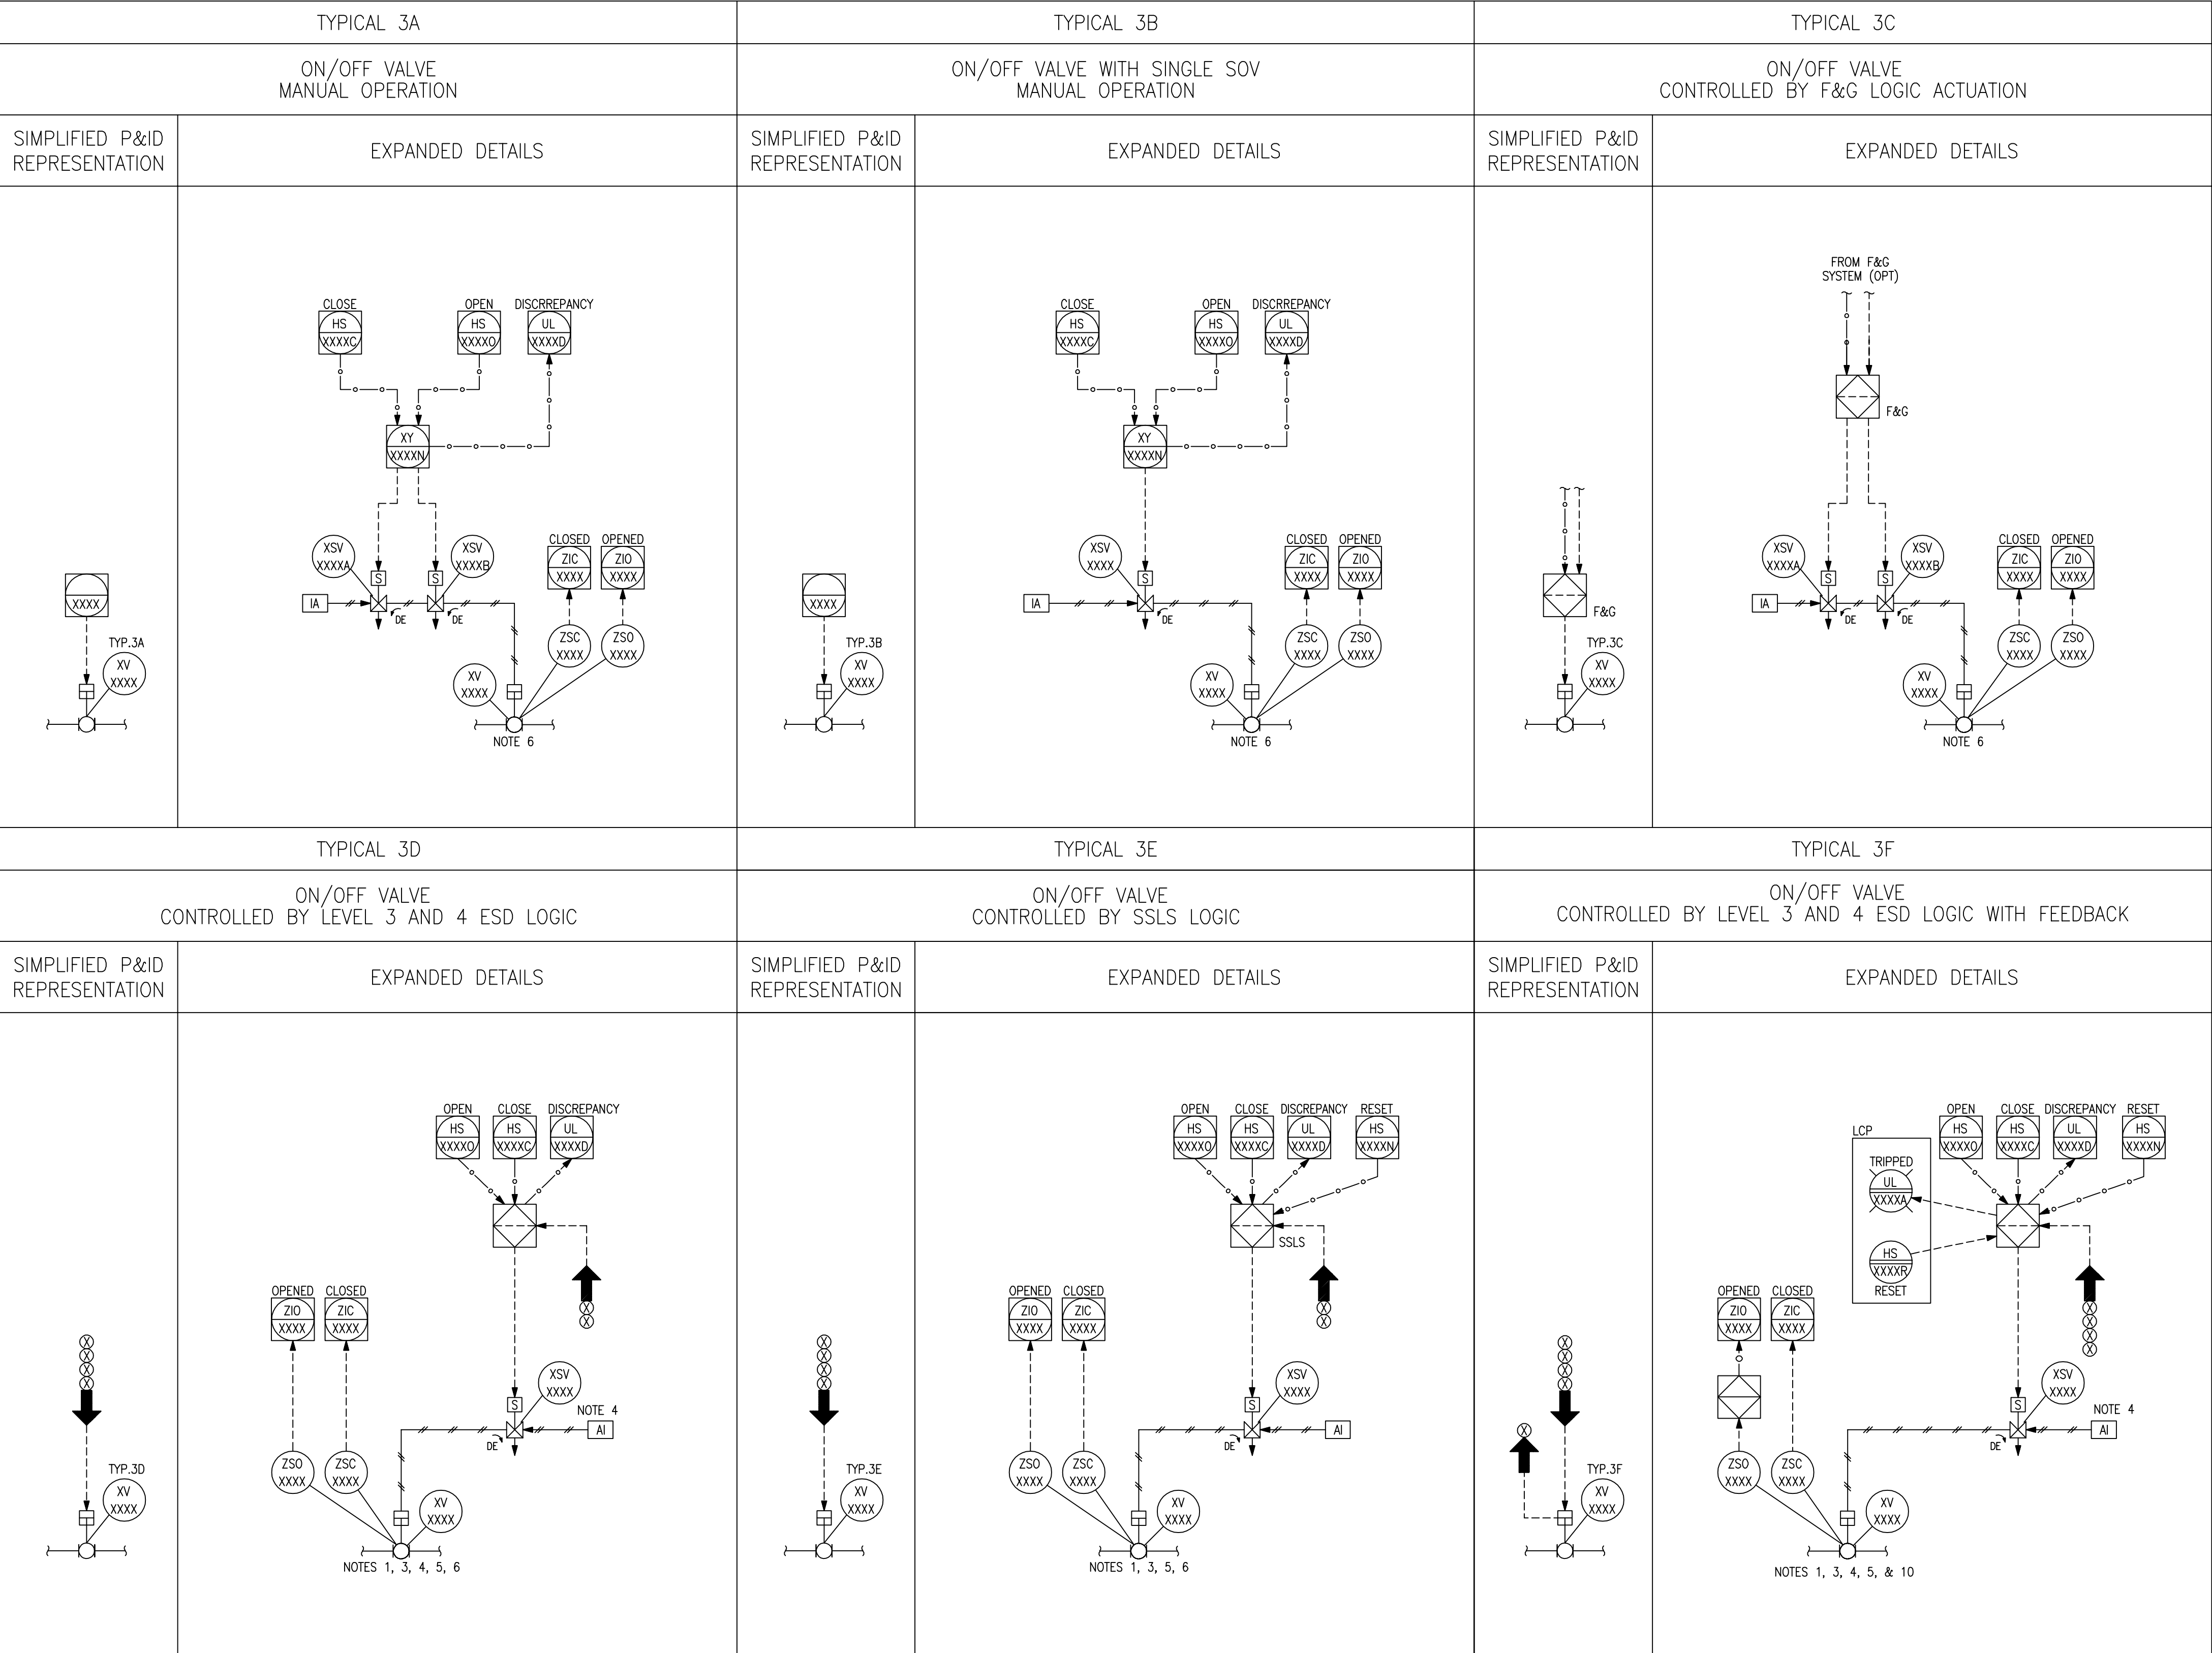 TYPICAL 3A
ON/OFF VALVE
MANUAL OPERATION
SIMPLIFIED P&ID
REPRESENTATION
EXPANDED DETAILS
CLOSE
HS
XXXXC
OPEN
HS
XXXXO
DISCRREPANCY
UL
XXXXD
XY
XXXXN
XSV
XXXXA
XSV
XXXXB
S
S
IA
DE
DE
CLOSED
ZIC
XXXX
OPENED
ZIO
XXXX
ZSC
XXXX
ZSO
XXXX
XV
XXXX
NOTE 6
XXXX
TYP.3A
XV
XXXX
TYPICAL 3B
ON/OFF VALVE WITH SINGLE SOV
MANUAL OPERATION
SIMPLIFIED P&ID
REPRESENTATION
EXPANDED DETAILS
CLOSE
HS
XXXXC
OPEN
HS
XXXXO
DISCRREPANCY
UL
XXXXD
XY
XXXXN
XSV
XXXX
S
IA
DE
CLOSED
ZIC
XXXX
OPENED
ZIO
XXXX
ZSC
XXXX
ZSO
XXXX
XV
XXXX
NOTE 6
XXXX
TYP.3B
XV
XXXX
TYPICAL 3C
ON/OFF VALVE
CONTROLLED BY F&G LOGIC ACTUATION
SIMPLIFIED P&ID
REPRESENTATION
EXPANDED DETAILS
FROM F&G
SYSTEM (OPT)
F&G
XSV
XXXXA
XSV
XXXXB
S
S
IA
DE
DE
CLOSED
ZIC
XXXX
OPENED
ZIO
XXXX
ZSC
XXXX
ZSO
XXXX
XV
XXXX
NOTE 6
F&G
TYP.3C
XV
XXXX
TYPICAL 3D
ON/OFF VALVE
CONTROLLED BY LEVEL 3 AND 4 ESD LOGIC
SIMPLIFIED P&ID
REPRESENTATION
EXPANDED DETAILS
OPEN
HS
XXXXO
CLOSE
HS
XXXXC
DISCREPANCY
UL
XXXXD
X
X
OPENED
ZIO
XXXX
CLOSED
ZIC
XXXX
XSV
XXXX
S
NOTE 4
AI
DE
ZSO
XXXX
ZSC
XXXX
XV
XXXX
NOTES 1, 3, 4, 5, 6
X
X
X
X
TYP.3D
XV
XXXX
TYPICAL 3E
ON/OFF VALVE
CONTROLLED BY SSLS LOGIC
SIMPLIFIED P&ID
REPRESENTATION
EXPANDED DETAILS
OPEN
HS
XXXXO
CLOSE
HS
XXXXC
DISCREPANCY
UL
XXXXD
RESET
HS
XXXXN
SSLS
X
X
OPENED
ZIO
XXXX
CLOSED
ZIC
XXXX
XSV
XXXX
S
AI
DE
ZSO
XXXX
ZSC
XXXX
XV
XXXX
NOTES 1, 3, 5, 6
X
X
X
X
TYP.3E
XV
XXXX
TYPICAL 3F
ON/OFF VALVE
CONTROLLED BY LEVEL 3 AND 4 ESD LOGIC WITH FEEDBACK
SIMPLIFIED P&ID
REPRESENTATION
EXPANDED DETAILS
OPEN
HS
XXXXO
CLOSE
HS
XXXXC
DISCREPANCY
UL
XXXXD
RESET
HS
XXXXN
LCP
TRIPPED
UL
XXXXA
HS
XXXXR
RESET
X
X
X
X
OPENED
ZIO
XXXX
CLOSED
ZIC
XXXX
XSV
XXXX
S
NOTE 4
AI
DE
ZSO
XXXX
ZSC
XXXX
XV
XXXX
NOTES 1, 3, 4, 5, & 10
X
X
X
X
X
TYP.3F
XV
XXXX